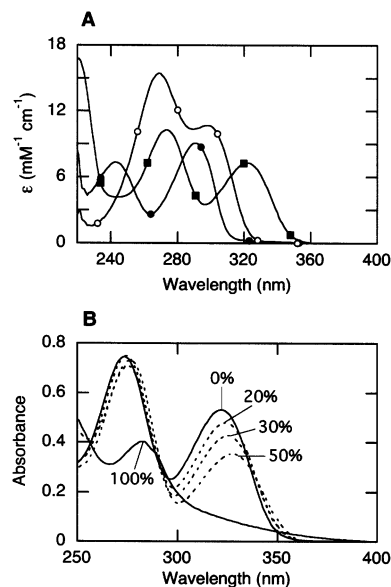 A
18
12
6
0
ε (mM⁻¹ cm⁻¹)
240 280 320 360 400
Wavelength (nm)
B
0.8
0.6
0.4
0.2
0
Absorbance
0%
20%
30%
50%
100%
250 300 350 400
Wavelength (nm)